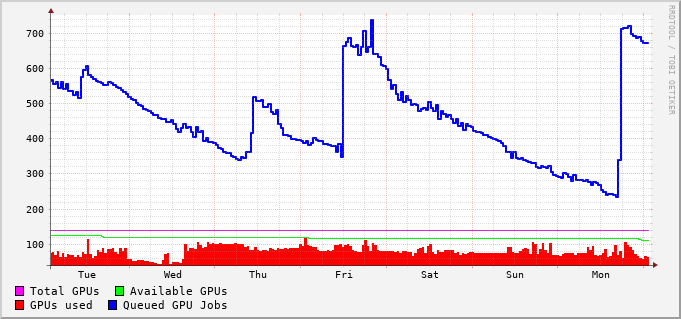 700
600
500
400
300
200
100
Tue Wed Thu Fri Sat Sun Mon
Total GPUs Available GPUs
GPUs used Queued GPU Jobs
RRDTOOL / TOBI OETIKER